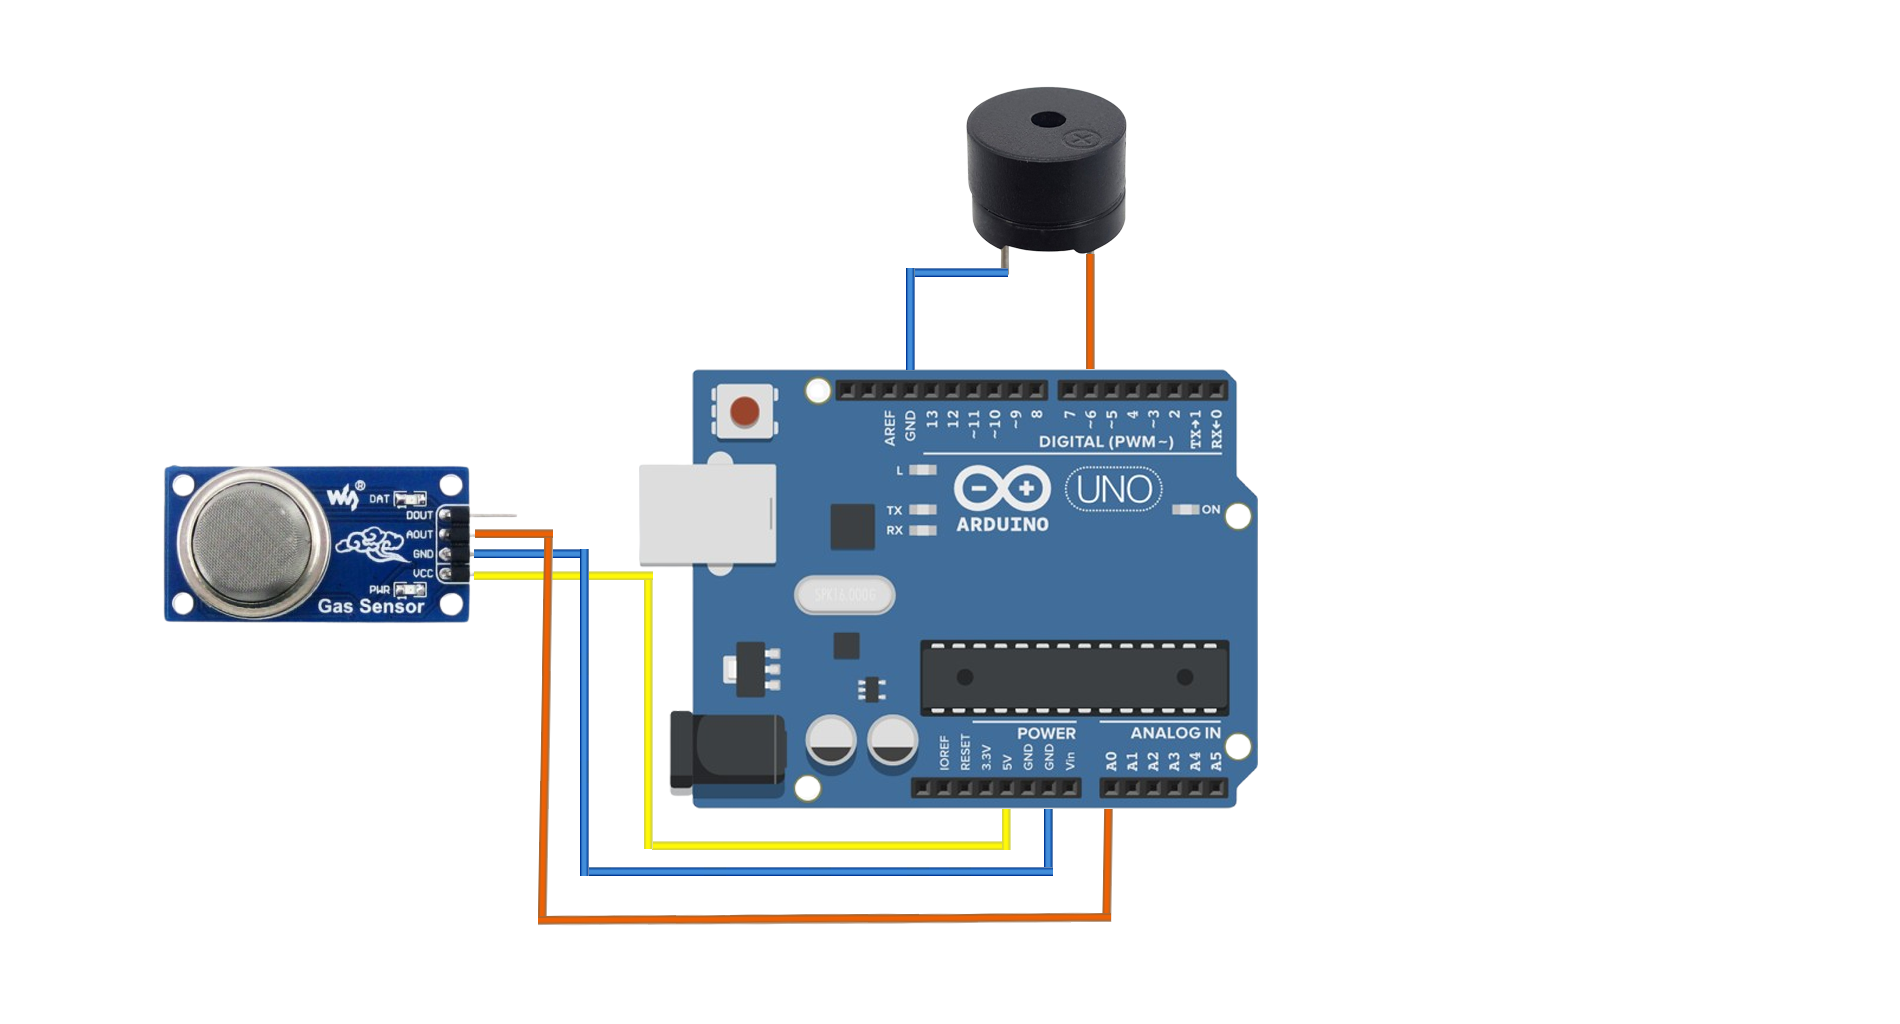 AREF
GND
13
12
~11
~10
~9
8
7
~6
~5
4
~3
2
TX→1
RX←0
DIGITAL (PWM~)
L
TX
RX
ARDUINO
UNO
ON
®
DAT
DOUT
AOUT
GND
VCC
PWR
Gas Sensor
SPK16.000G
POWER
ANALOG IN
IOREF
RESET
3.3V
5V
GND
GND
Vin
A0
A1
A2
A3
A4
A5